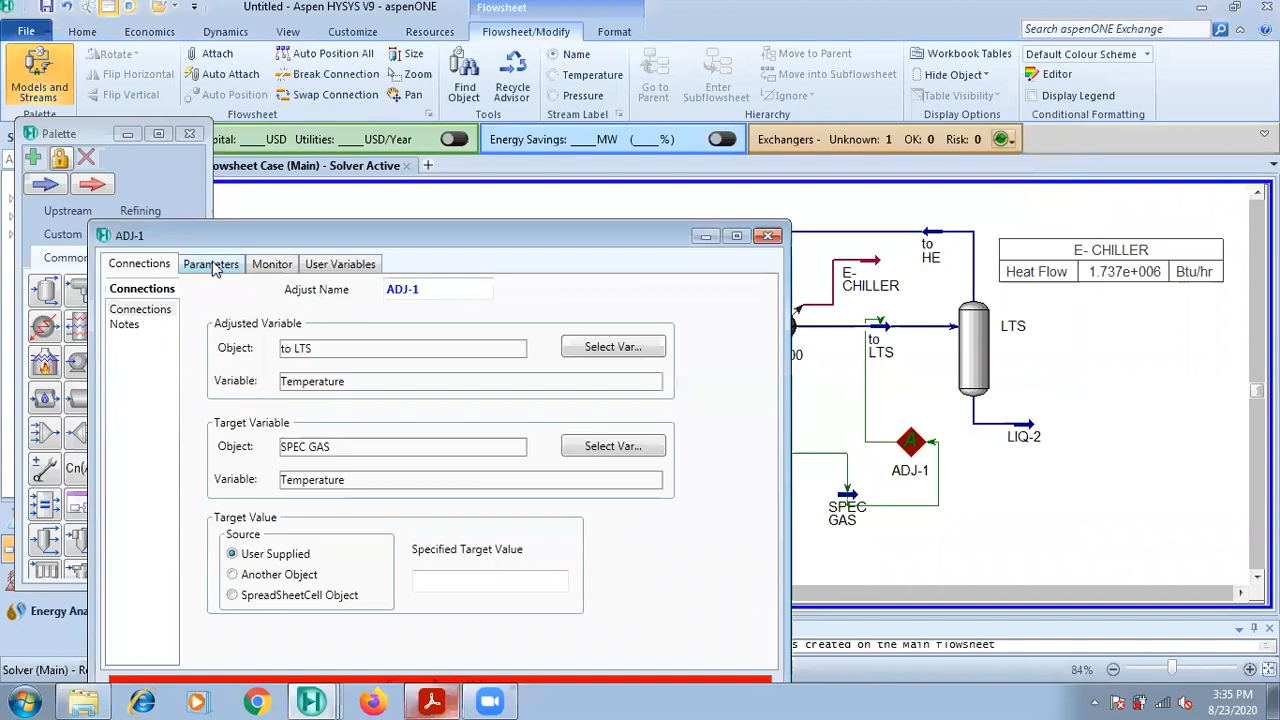 Untitled - Aspen HYSYS V9 - aspenONE
Flowsheet
File
Home
Economics
Dynamics
View
Customize
Resources
Flowsheet/Modify
Format
Search aspenONE Exchange
Models and Streams
Palette
Rotate
Flip Horizontal
Flip Vertical
Attach
Auto Attach
Auto Position
Auto Position All
Break Connection
Swap Connection
Size
Zoom
Pan
Flowsheet
Find Object
Recycle Advisor
Name
Temperature
Pressure
Stream Label
Go to Parent
Enter Subflowsheet
Move to Parent
Move into Subflowsheet
Ignore
Hierarchy
Workbook Tables
Hide Object
Table Visibility
Display Options
Default Colour Scheme
Editor
Display Legend
Conditional Formatting
Palette
pital: USD Utilities: USD/Year
Energy Savings: MW (%)
Exchangers - Unknown: 1 OK: 0 Risk: 0
lowsheet Case (Main) - Solver Active
Upstream
Refining
Custom
Commo
Cn(A
ADJ-1
Connections
Parameters
Monitor
User Variables
Connections
Connections
Notes
Adjust Name
ADJ-1
Adjusted Variable
Object:
to LTS
Select Var...
Variable:
Temperature
Target Variable
Object:
SPEC GAS
Select Var...
Variable:
Temperature
Target Value
Source
User Supplied
Another Object
SpreadSheetCell Object
Specified Target Value
to
HE
E-
CHILLER
00
to
LTS
LTS
LIQ-2
A
ADJ-1
SPEC
GAS
E- CHILLER
Heat Flow 1.737e+006 Btu/hr
Energy Ana
Solver (Main) - Re
s created on the Main flowsheet
84%
3:35 PM
8/23/2020